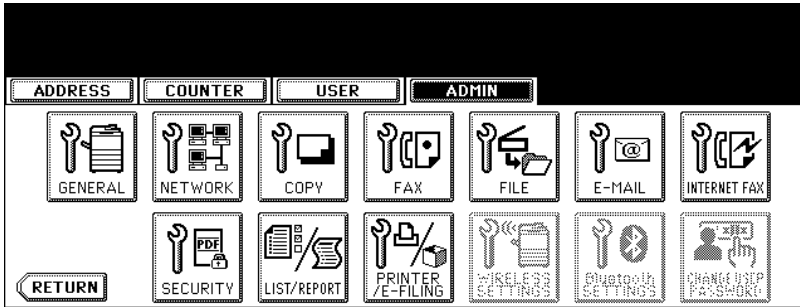 ADDRESS COUNTER USER ADMIN
GENERAL NETWORK COPY FAX FILE E-MAIL INTERNET FAX
@
PDF
SECURITY LIST/REPORT PRINTER
/E-FILING WIRELESS
SETTINGS Bluetooth
SETTINGS CHANGE USER
PASSWORD
RETURN